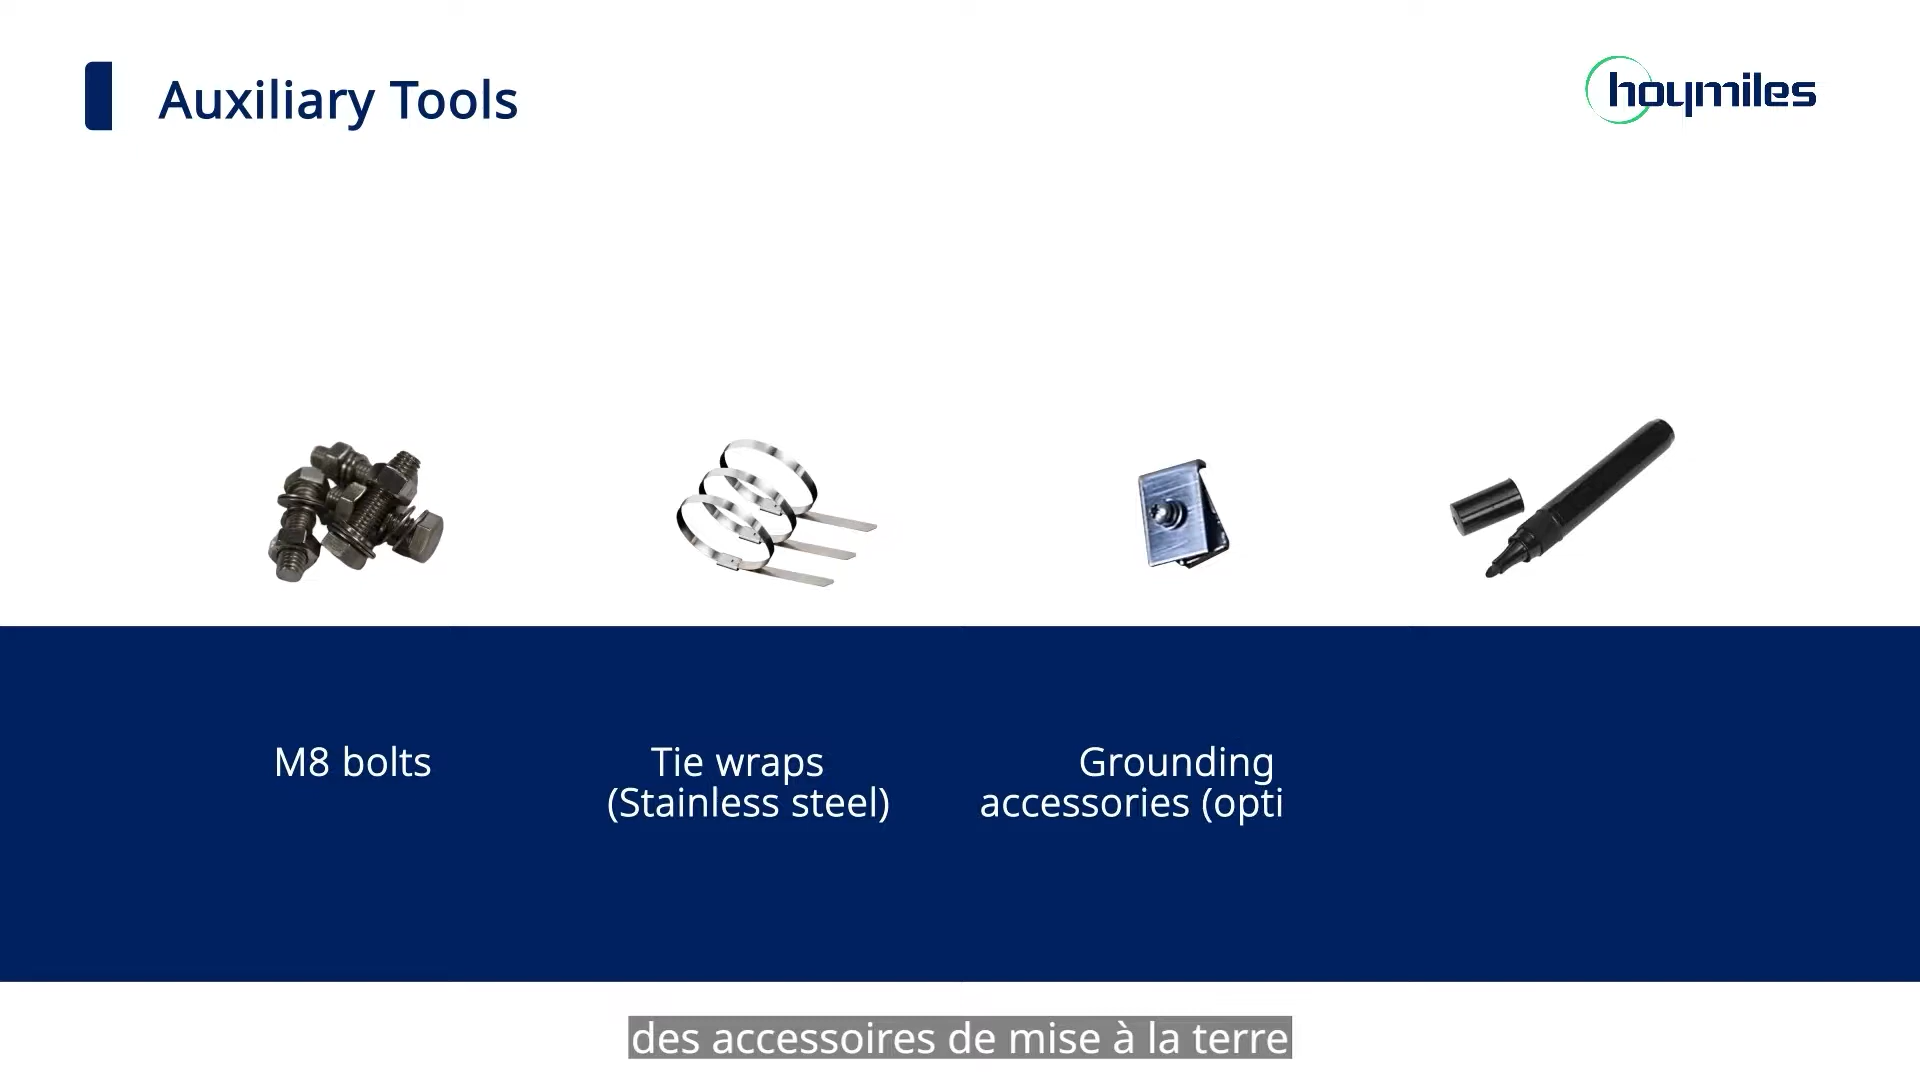 Auxiliary Tools
hoymiles
M8 bolts
Tie wraps
(Stainless steel)
Grounding
accessories (opti
des accessoires de mise à la terre